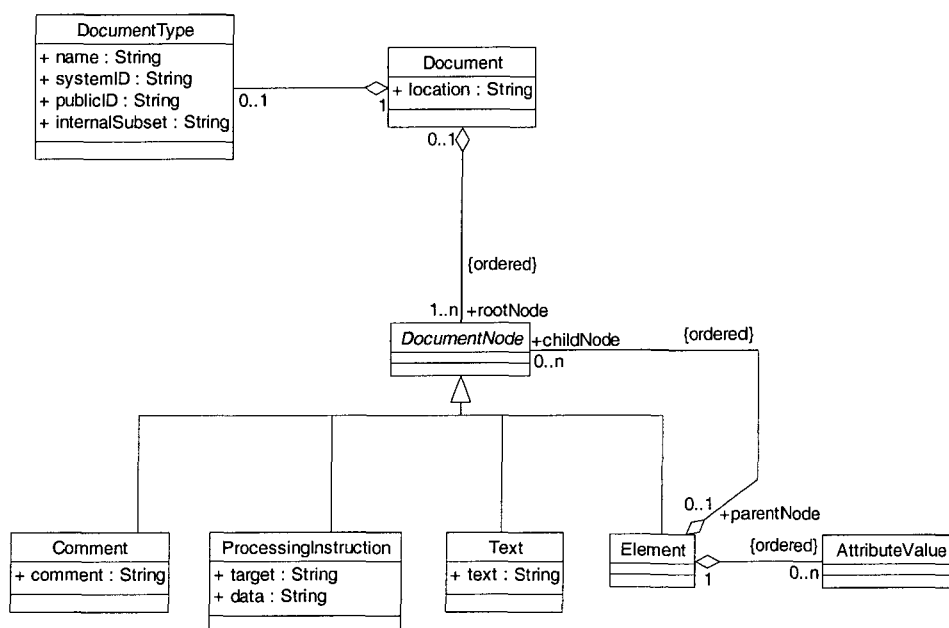 DocumentType
+ name : String
+ systemID : String
+ publicID : String
+ internalSubset : String
0..1
Document
+ location : String
1
0..1
{ordered}
1..n
+rootNode
DocumentNode
+childNode
0..n
{ordered}
0..1
+parentNode
Comment
+ comment : String
ProcessingInstruction
+ target : String
+ data : String
Text
+ text : String
Element
1
{ordered}
0..n
AttributeValue